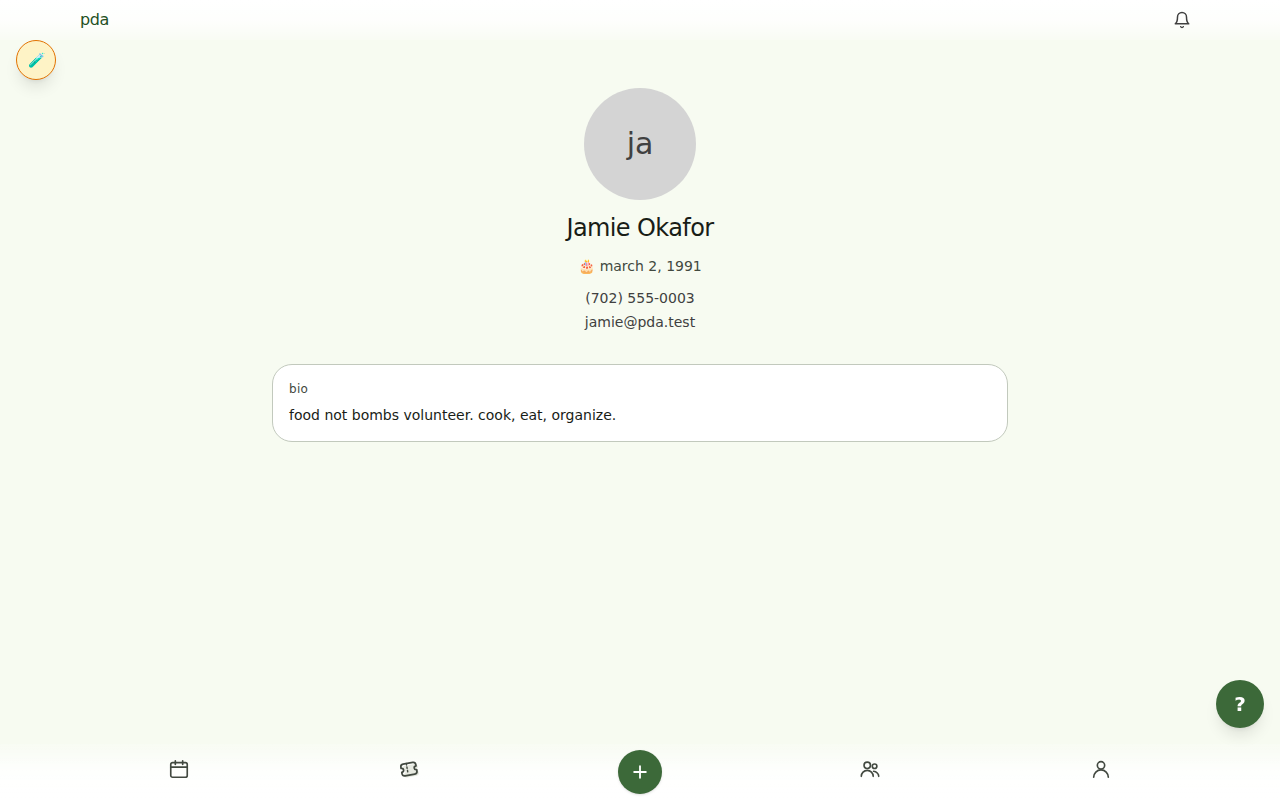 pda
ja
Jamie Okafor
🎂 march 2, 1991
(702) 555-0003
jamie@pda.test
bio
food not bombs volunteer. cook, eat, organize.
?